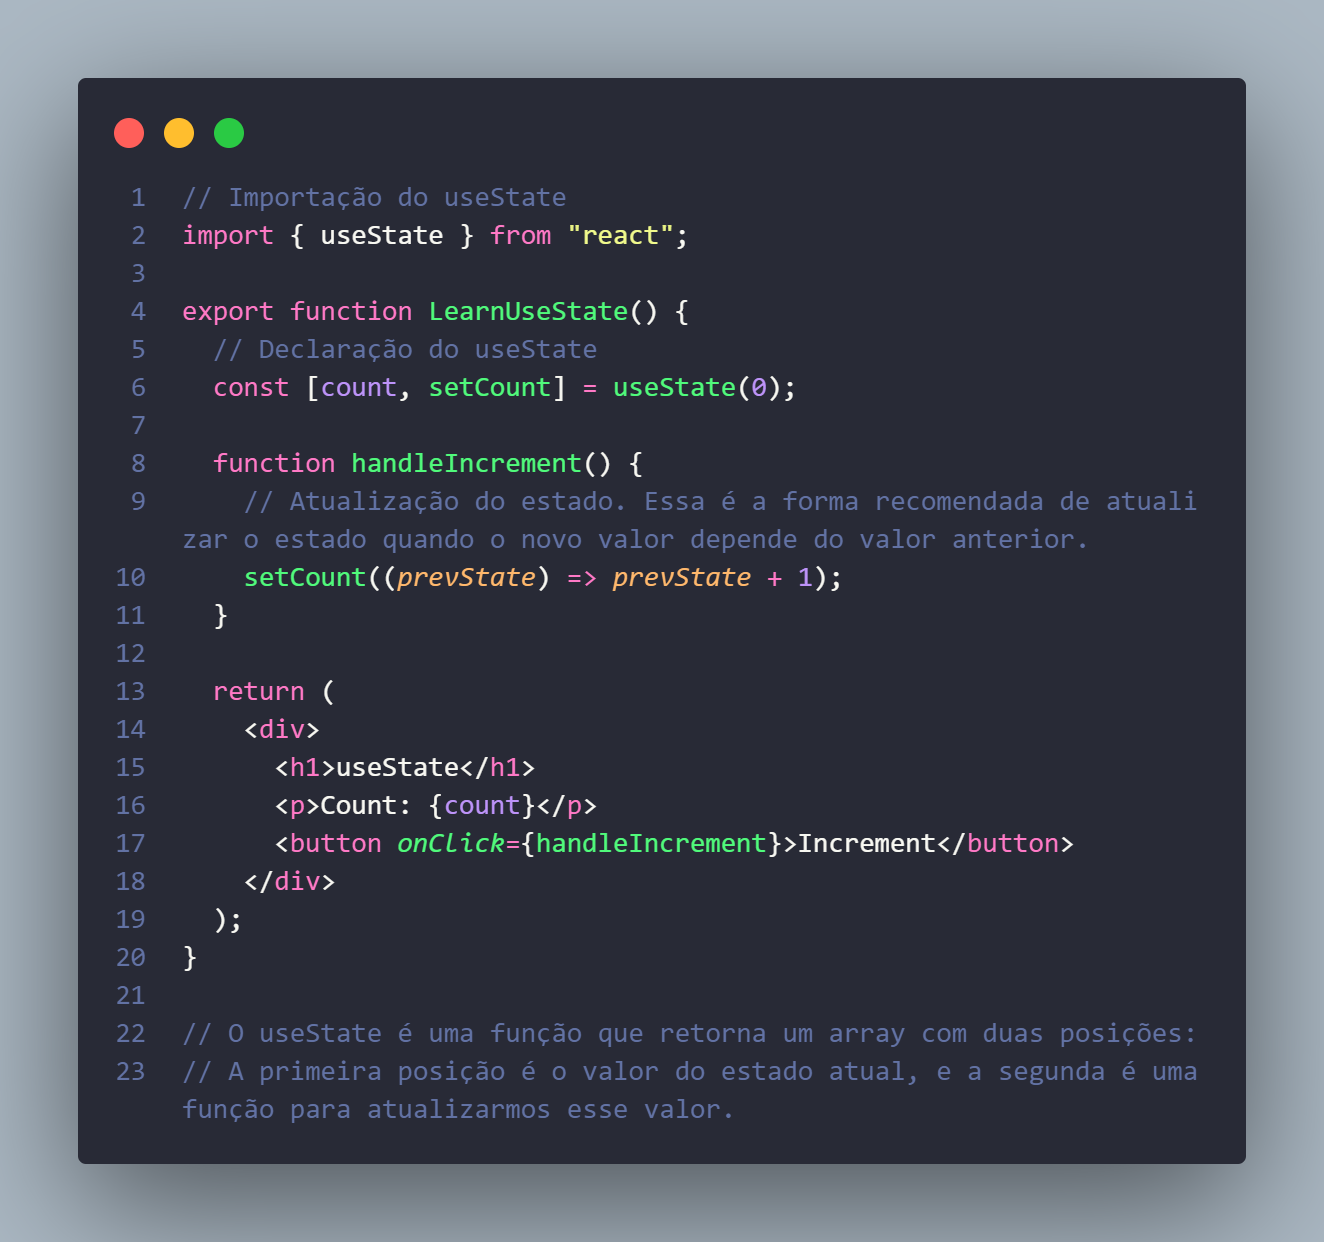 1 // Importação do useState
2 import { useState } from "react";
3
4 export function LearnUseState() {
5   // Declaração do useState
6   const [count, setCount] = useState(0);
7
8   function handleIncrement() {
9     // Atualização do estado. Essa é a forma recomendada de atuali
zar o estado quando o novo valor depende do valor anterior.
10     setCount((prevState) => prevState + 1);
11   }
12
13   return (
14     <div>
15       <h1>useState</h1>
16       <p>Count: {count}</p>
17       <button onClick={handleIncrement}>Increment</button>
18     </div>
19   );
20 }
21
22 // O useState é uma função que retorna um array com duas posições:
23 // A primeira posição é o valor do estado atual, e a segunda é uma
função para atualizarmos esse valor.